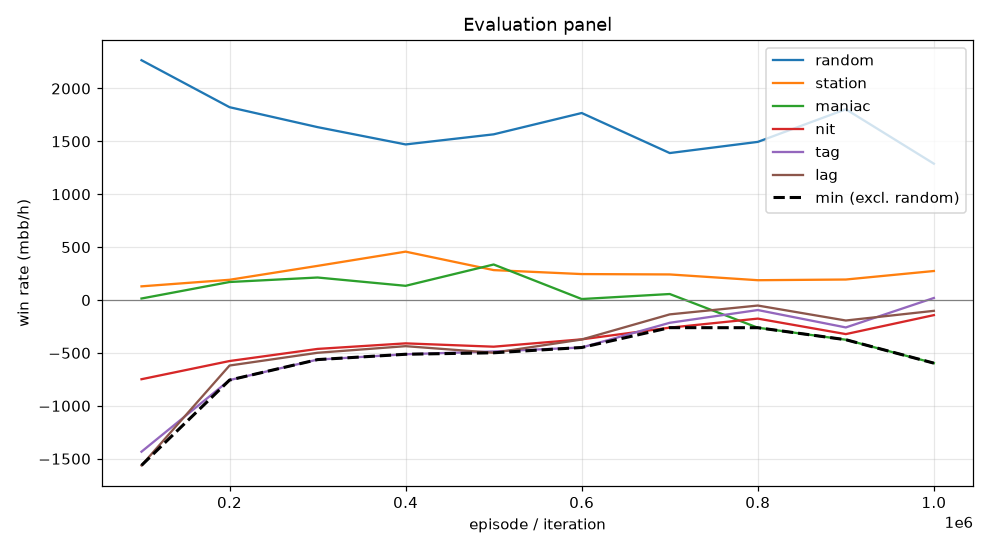 Evaluation panel
2000
1500
1000
500
0
−500
−1000
−1500
win rate (mbb/h)
random
station
maniac
nit
tag
lag
min (excl. random)
0.2
0.4
0.6
0.8
1.0
1e6
episode / iteration